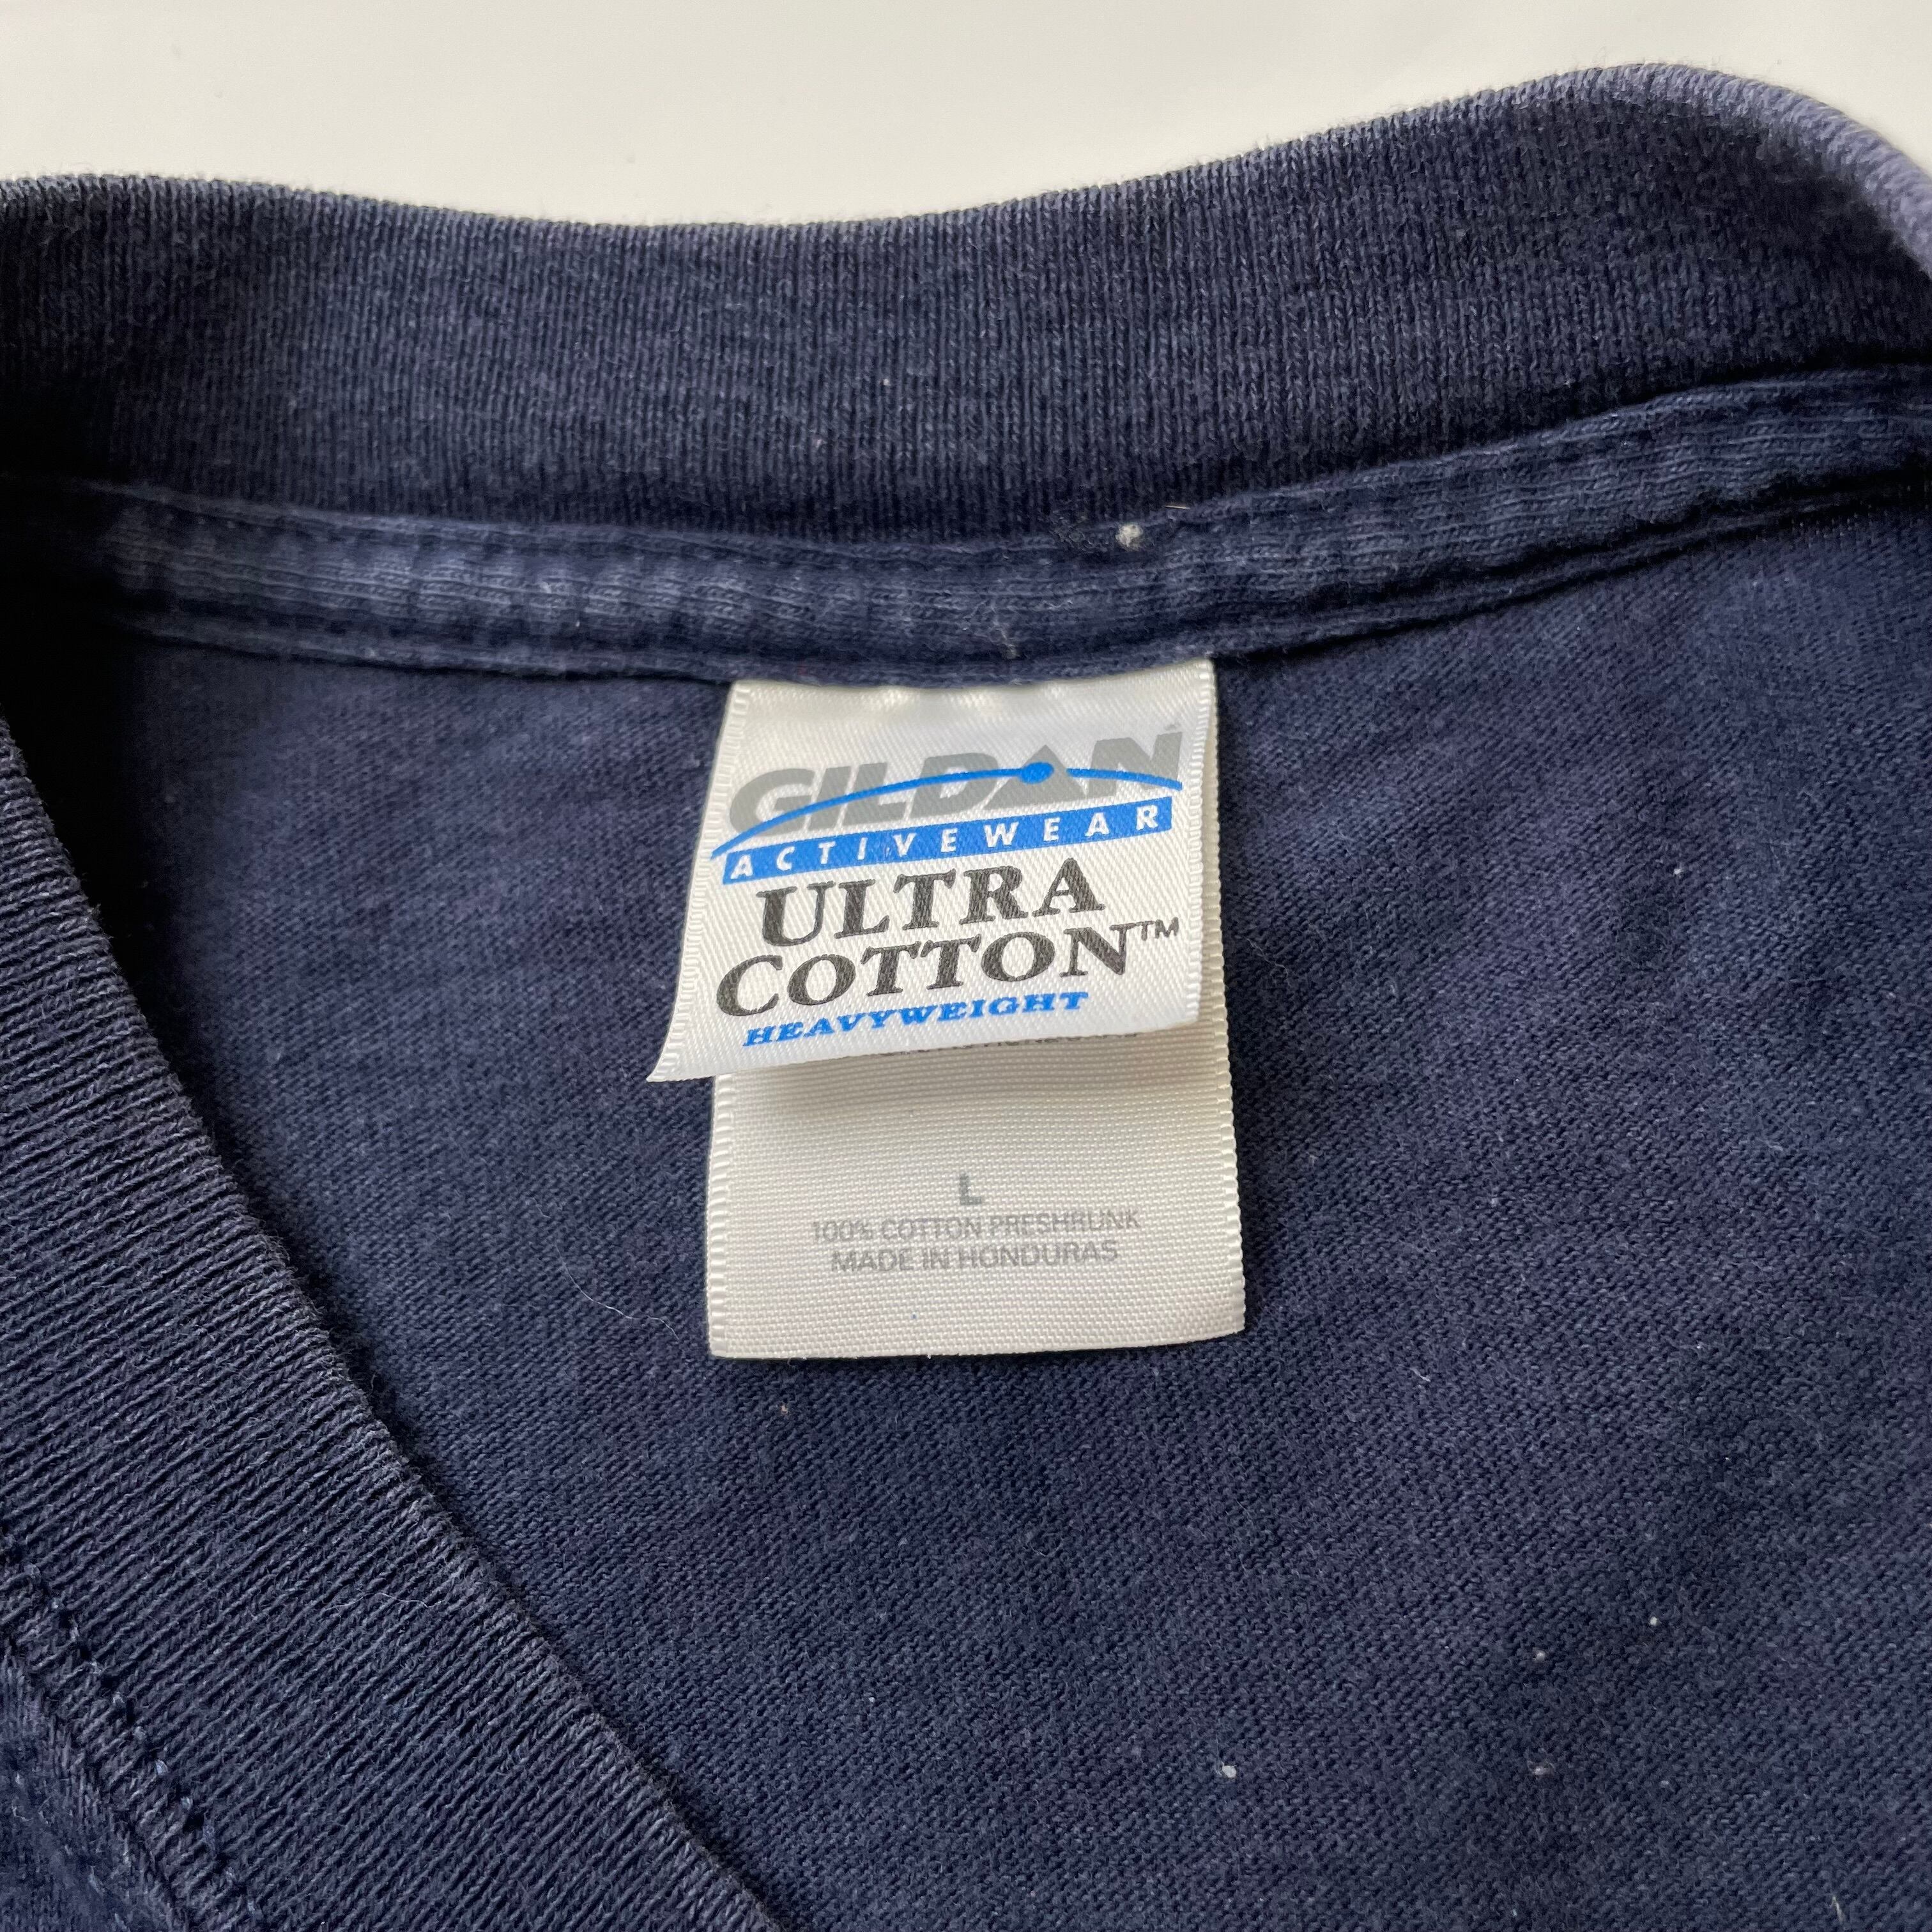 GILDAN
ACTIVEWEAR
ULTRA
COTTON™
HEAVYWEIGHT
L
100% COTTON PRESHRUNK
MADE IN HONDURAS